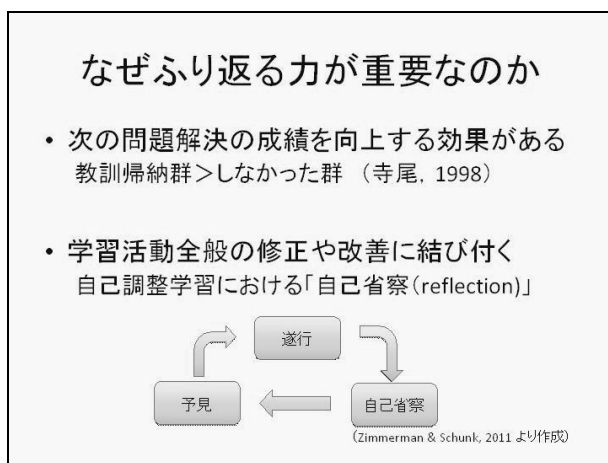 なぜふり返る力が重要なのか
• 次の問題解決の成績を向上する効果がある
教訓帰納群＞しなかった群 （寺尾, 1998）
• 学習活動全般の修正や改善に結び付く
自己調整学習における「自己省察（reflection）」
遂行
予見
自己省察
（Zimmerman & Schunk, 2011 より作成）